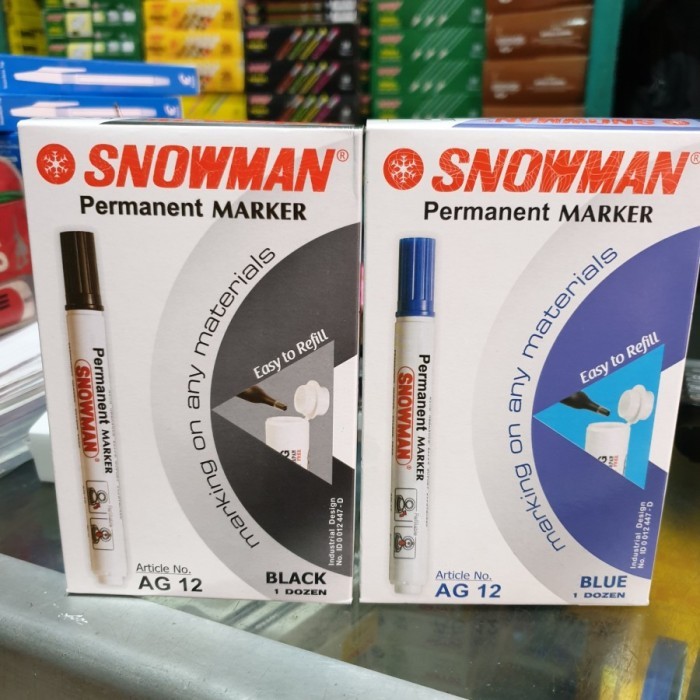 SNOWMAN®
Permanent MARKER
marking on any materials
Easy to Refill
Permanent MARKER
SNOWMAN®
Industrial Design
No. ID 0 012 447 - D
Article No.
AG 12
BLACK
1 DOZEN
SNOWMAN®
Permanent MARKER
marking on any materials
Easy to Refill
Permanent MARKER
SNOWMAN®
Industrial Design
No. ID 0 012 447 - D
Article No.
AG 12
BLUE
1 DOZEN